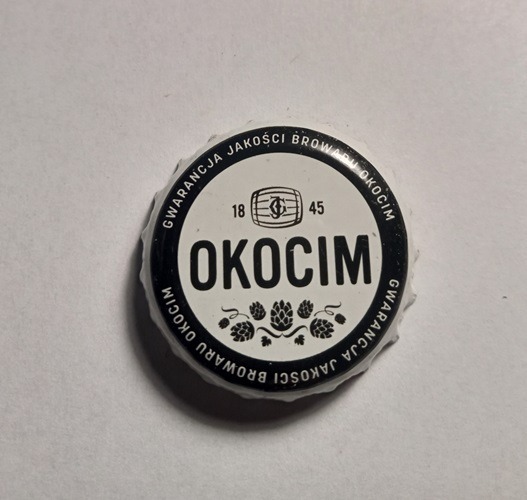 GWARANCJA JAKOŚCI BROWARU OKOCIM
18 45
OKOCIM
GWARANCJA JAKOŚCI BROWARU OKOCIM